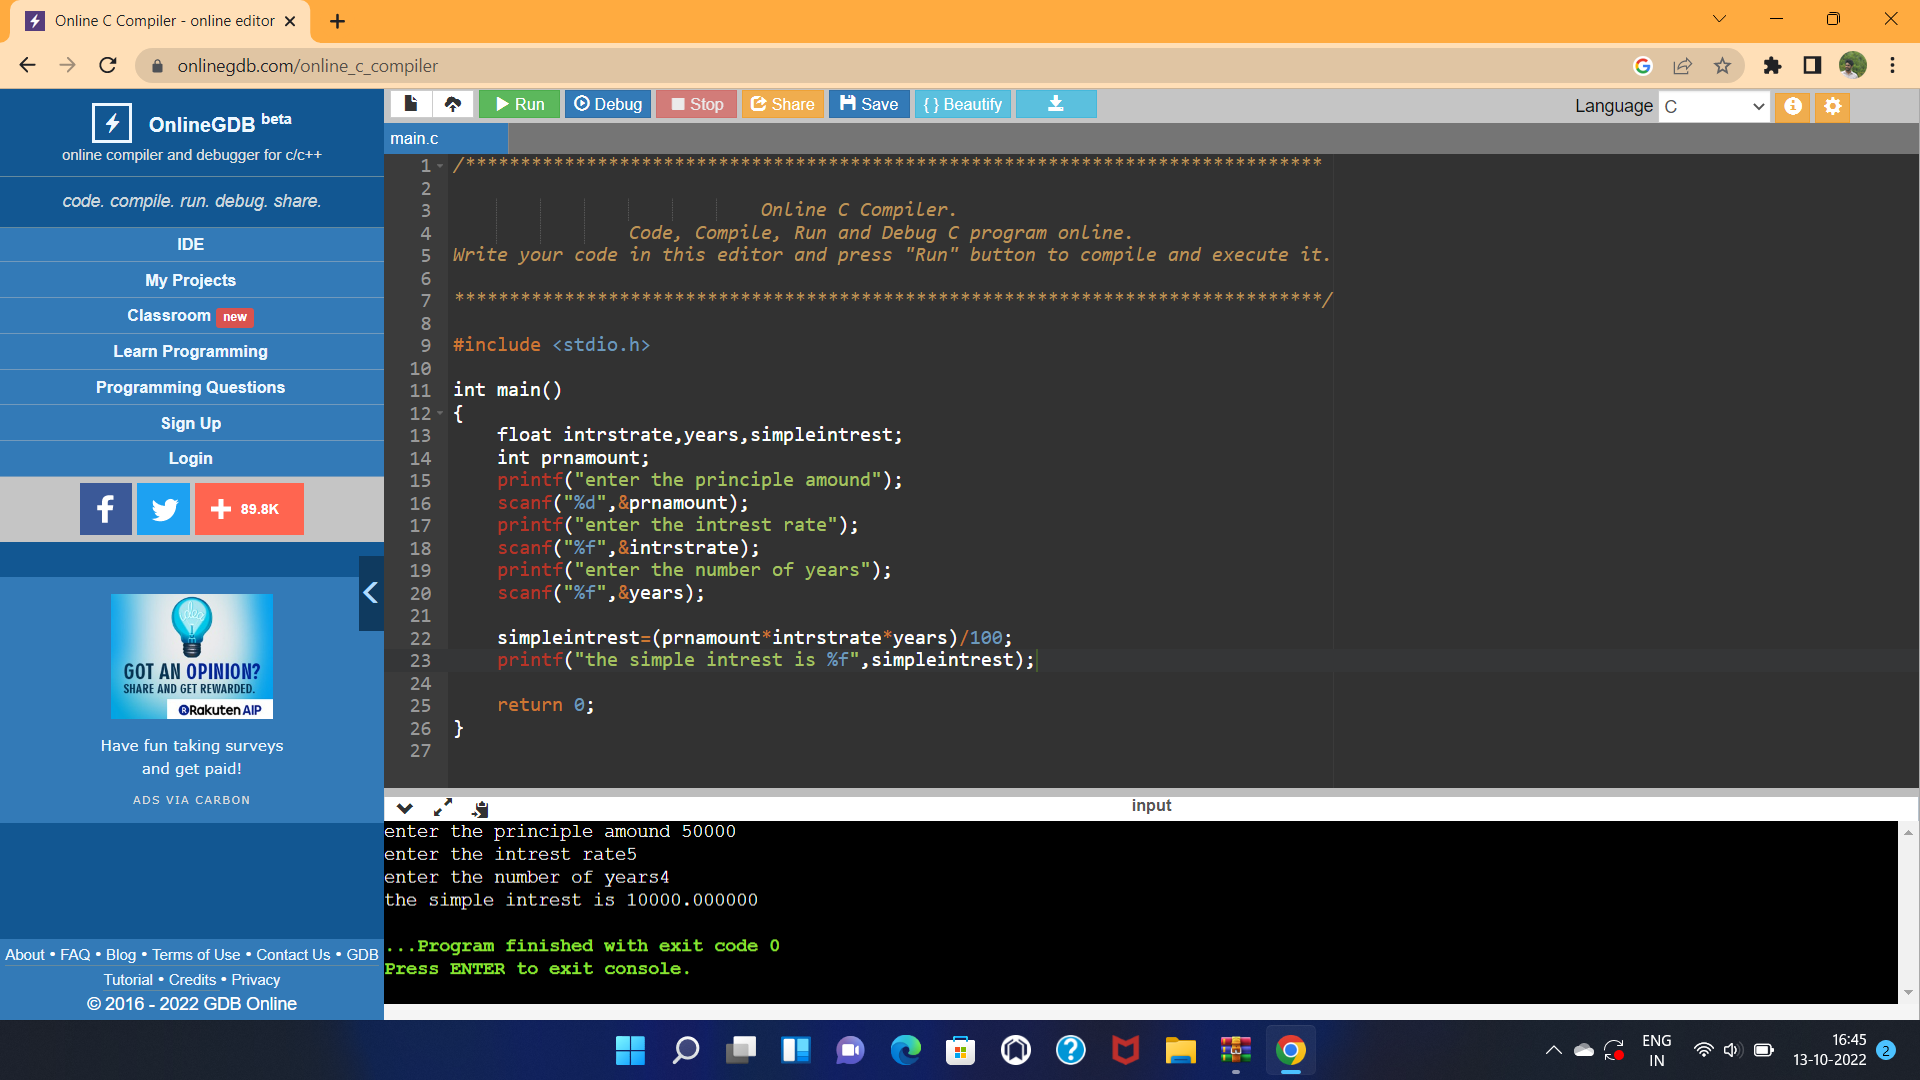 Online C Compiler - online editor
onlinegdb.com/online_c_compiler
OnlineGDB beta
online compiler and debugger for c/c++
code. compile. run. debug. share.
IDE
My Projects
Classroom new
Learn Programming
Programming Questions
Sign Up
Login
89.8K
GOT AN OPINION?
SHARE AND GET REWARDED.
Rakuten AIP
Have fun taking surveys
and get paid!
ADS VIA CARBON
About • FAQ • Blog • Terms of Use • Contact Us • GDB
Tutorial • Credits • Privacy
© 2016 - 2022 GDB Online
Run Debug Stop Share Save { } Beautify
Language C
main.c
1 /******************************************************************************
2
3 Online C Compiler.
4 Code, Compile, Run and Debug C program online.
5 Write your code in this editor and press "Run" button to compile and execute it.
6
7 *******************************************************************************/
8
9 #include <stdio.h>
10
11 int main()
12 {
13 float intrstrate,years,simpleintrest;
14 int prnamount;
15 printf("enter the principle amound");
16 scanf("%d",&prnamount);
17 printf("enter the intrest rate");
18 scanf("%f",&intrstrate);
19 printf("enter the number of years");
20 scanf("%f",&years);
21
22 simpleintrest=(prnamount*intrstrate*years)/100;
23 printf("the simple intrest is %f",simpleintrest);
24
25 return 0;
26 }
27
input
enter the principle amound 50000
enter the intrest rate5
enter the number of years4
the simple intrest is 10000.000000
...Program finished with exit code 0
Press ENTER to exit console.
ENG
IN
16:45
13-10-2022
2